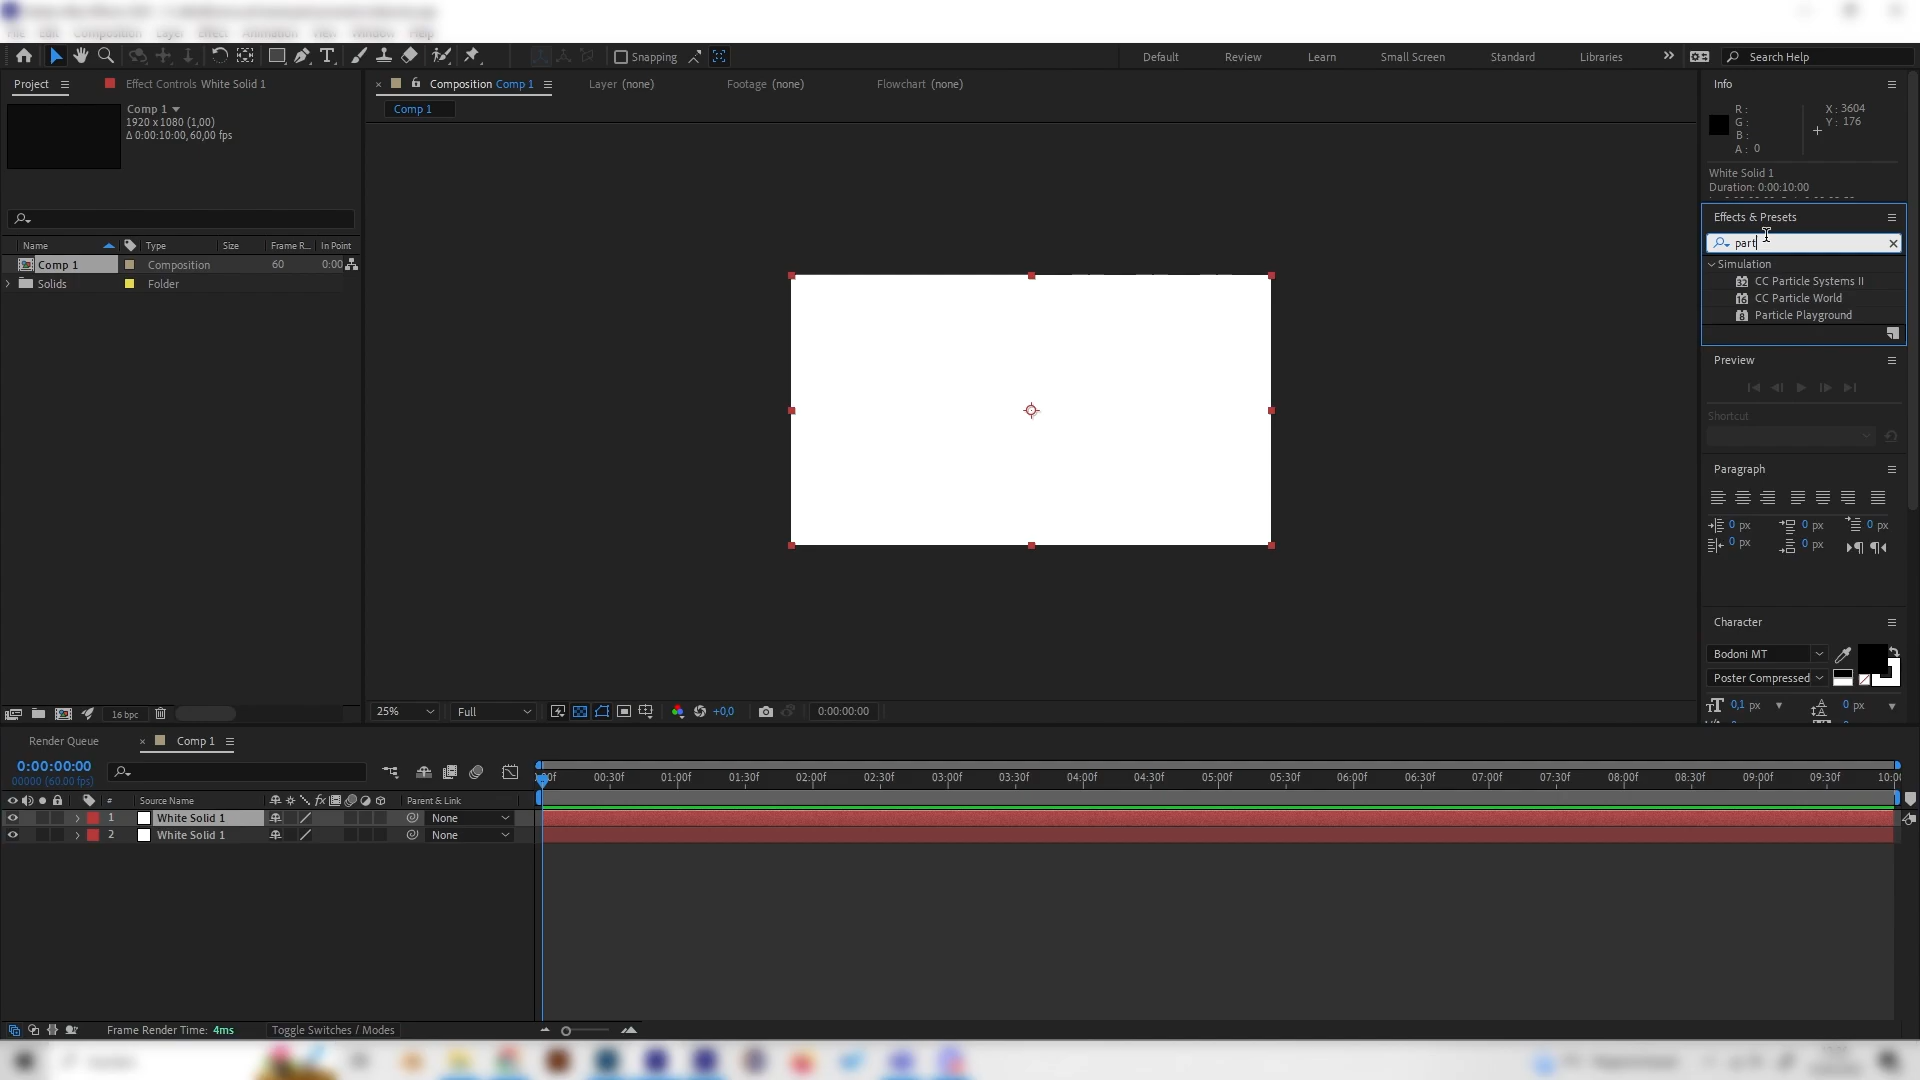 Snapping
Default
Review
Learn
Small Screen
Standard
Libraries
Search Help
Project
Effect Controls White Solid 1
Composition Comp 1
Layer (none)
Footage (none)
Flowchart (none)
Info
Comp 1
1920 x 1080 (1,00)
Δ 0:00:10:00, 60,00 fps
Comp 1
R :
G :
B :
A : 0
X : 3604
Y : 176
White Solid 1
Duration: 0:00:10:00
Effects & Presets
part
Simulation
32 CC Particle Systems II
16 CC Particle World
8 Particle Playground
Name
Type
Size
Frame R...
In Point
Comp 1
Composition
60
0:00
Solids
Folder
Preview
Shortcut
Paragraph
0 px
0 px
0 px
0 px
0 px
Character
Bodoni MT
Poster Compressed
0,1 px
0 px
16 bpc
25%
Full
+0,0
0:00:00:00
Render Queue
Comp 1
0:00:00:00
00000 (60.00 fps)
00:30f
01:00f
01:30f
02:00f
02:30f
03:00f
03:30f
04:00f
04:30f
05:00f
05:30f
06:00f
06:30f
07:00f
07:30f
08:00f
08:30f
09:00f
09:30f
#
Source Name
fx
Parent & Link
1
White Solid 1
None
2
White Solid 1
None
Frame Render Time: 4ms
Toggle Switches / Modes